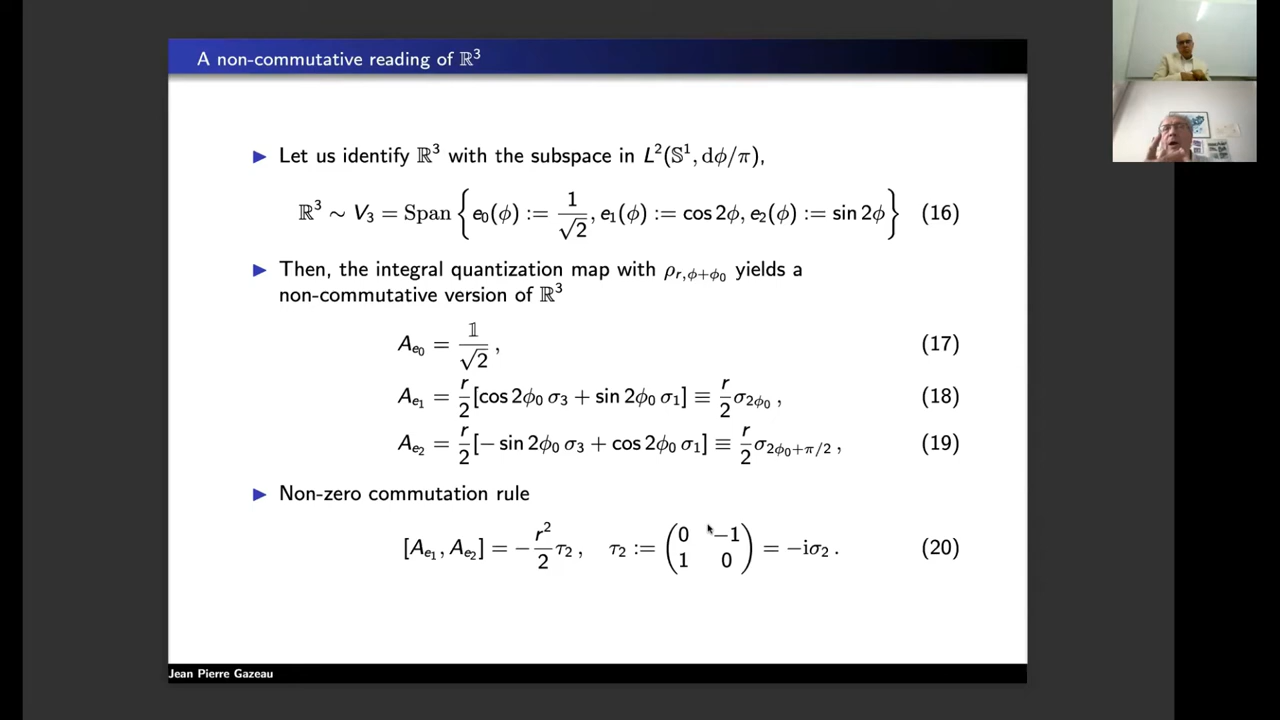 A non-commutative reading of ℝ³
▶ Let us identify ℝ³ with the subspace in L²(𝕊¹, dϕ/π),
ℝ³ ∼ V₃ = Span { e₀(ϕ) := 1/√2, e₁(ϕ) := cos 2ϕ, e₂(ϕ) := sin 2ϕ } (16)
▶ Then, the integral quantization map with ρ_{r,ϕ+ϕ₀} yields a
non-commutative version of ℝ³
A_{e₀} = 𝟙/√2 , (17)
A_{e₁} = r/2 [cos 2ϕ₀ σ₃ + sin 2ϕ₀ σ₁] ≡ r/2 σ_{2ϕ₀} , (18)
A_{e₂} = r/2 [− sin 2ϕ₀ σ₃ + cos 2ϕ₀ σ₁] ≡ r/2 σ_{2ϕ₀+π/2} , (19)
▶ Non-zero commutation rule
[A_{e₁}, A_{e₂}] = − r²/2 τ₂ , τ₂ := (0 −1 1 0) = −iσ₂ . (20)
Jean Pierre Gazeau